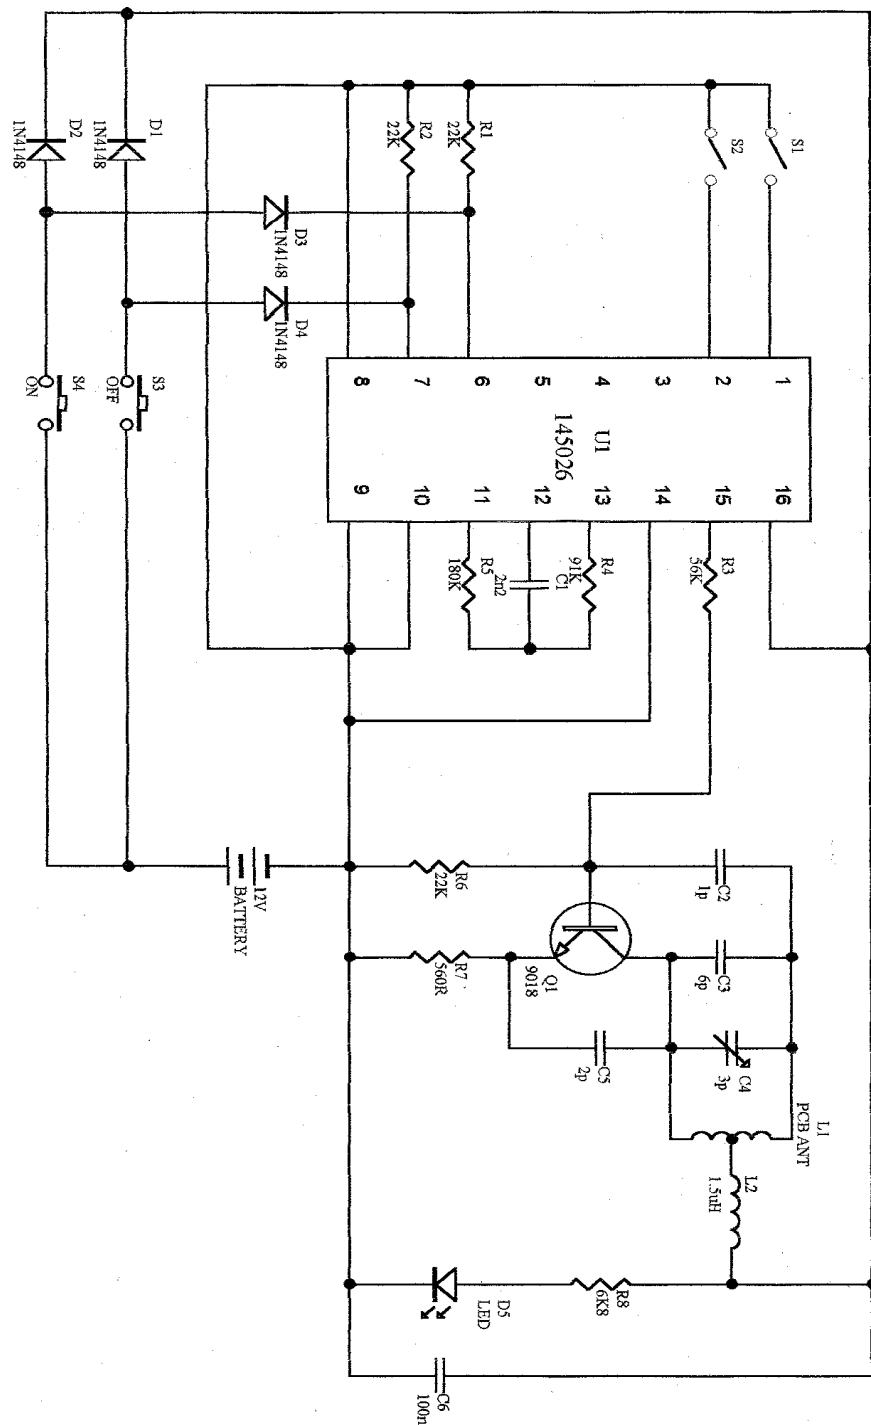 D2
1N4148
D1
1N4148
R2
22K
R1
22K
S2
S1
D3
1N4148
D4
1N4148
S4
ON
S3
OFF
8
7
6
5
4
3
2
1
U1
145026
9
10
11
12
13
14
15
16
R5
180K
C1
2n2
R4
91K
R3
56K
12V
BATTERY
R6
22K
C2
1p
R7
560R
Q1
9018
C3
6p
C5
2p
C4
3p
L1
PCB ANT
L2
1.5uH
D5
LED
R8
6K8
C6
100n